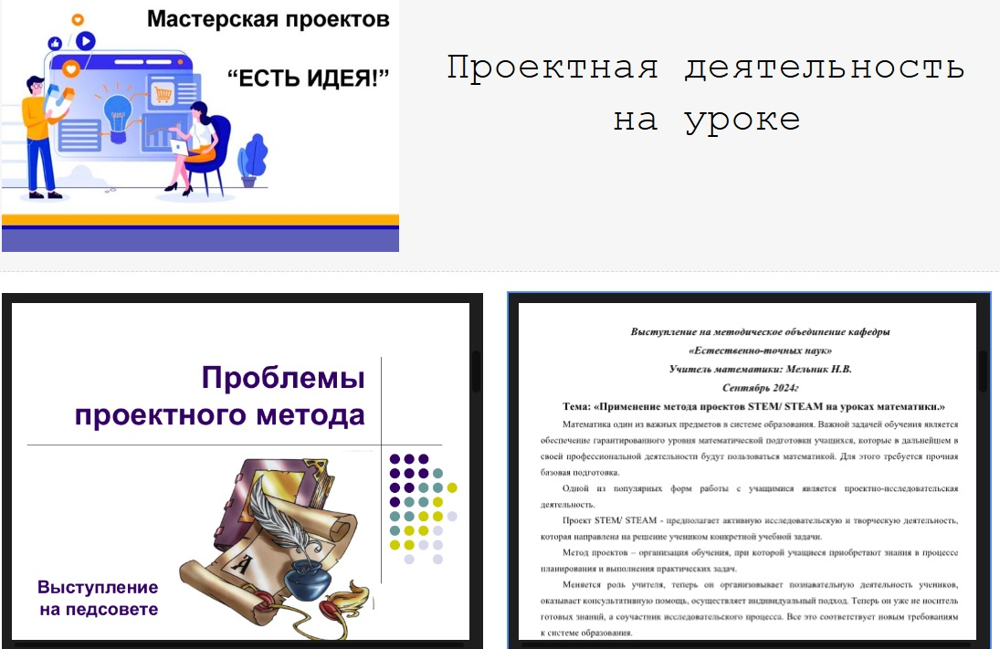 Мастерская проектов
“ЕСТЬ ИДЕЯ!”
Проектная деятельность
на уроке
Проблемы
проектного метода
А
Выступление
на педсовете
Выступление на методическое объединение кафедры
«Естественно-точных наук»
Учитель математики: Мельник Н.В.
Сентябрь 2024г
Тема: «Применение метода проектов STEM/ STEAM на уроках математики.»
Математика один из важных предметов в системе образования. Важной задачей обучения является
обеспечение гарантированного уровня математической подготовки учащихся, которые в дальнейшем в
своей профессиональной деятельности будут пользоваться математикой. Для этого требуется прочная
базовая подготовка.
Одной из популярных форм работы с учащимися является проектно-исследовательская
деятельность.
Проект STEM/ STEAM - предполагает активную исследовательскую и творческую деятельность,
которая направлена на решение учеником конкретной учебной задачи.
Метод проектов – организация обучения, при которой учащиеся приобретают знания в процессе
планирования и выполнения практических задач.
Меняется роль учителя, теперь он организовывает познавательную деятельность учеников,
оказывает консультативную помощь, осуществляет индивидуальный подход. Теперь он уже не носитель
готовых знаний, а соучастник исследовательского процесса. Все это соответствует новым требованиям
к системе образования.